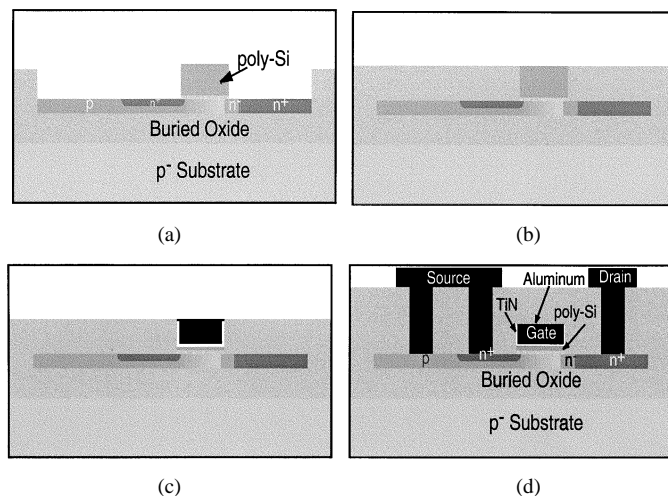 poly-Si
p n+ n- n+
Buried Oxide
p- Substrate
(a)
(b)
(c)
Source Aluminum Drain
TiN poly-Si
Gate
p n+ n- n+
Buried Oxide
p- Substrate
(d)